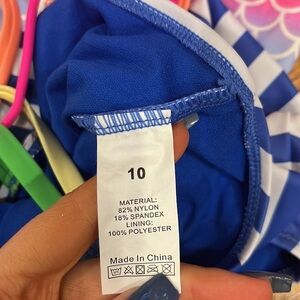 10
MATERIAL:
82% NYLON
18% SPANDEX
LINING:
100% POLYESTER
Made In China